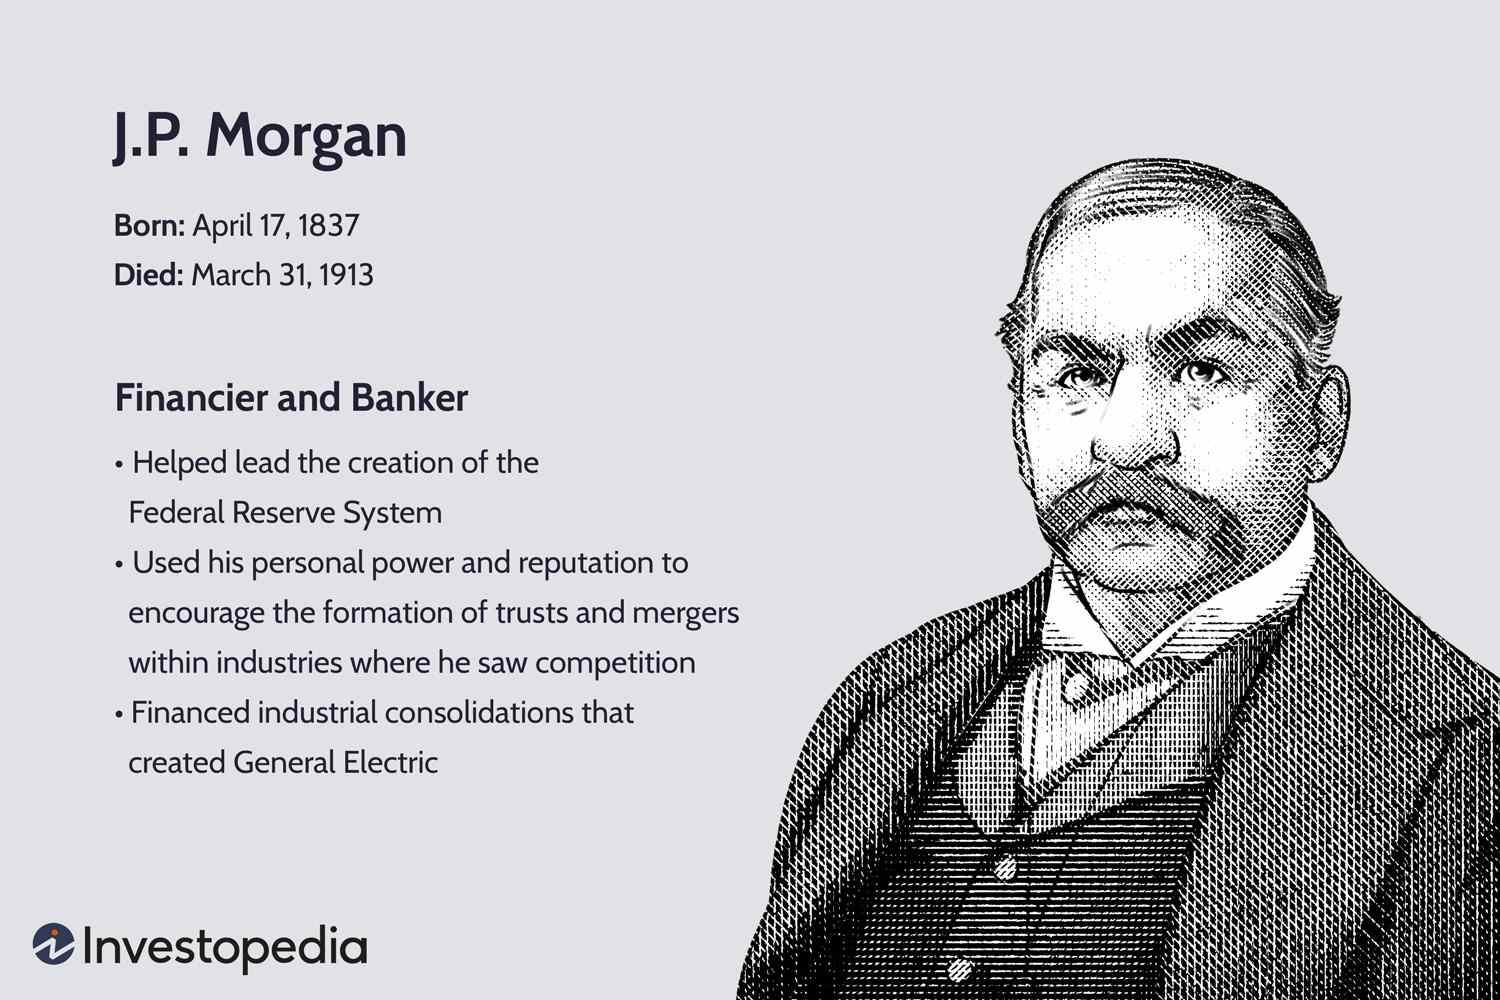 J.P. Morgan
Born: April 17, 1837
Died: March 31, 1913
Financier and Banker
• Helped lead the creation of the
Federal Reserve System
• Used his personal power and reputation to
encourage the formation of trusts and mergers
within industries where he saw competition
• Financed industrial consolidations that
created General Electric
Investopedia